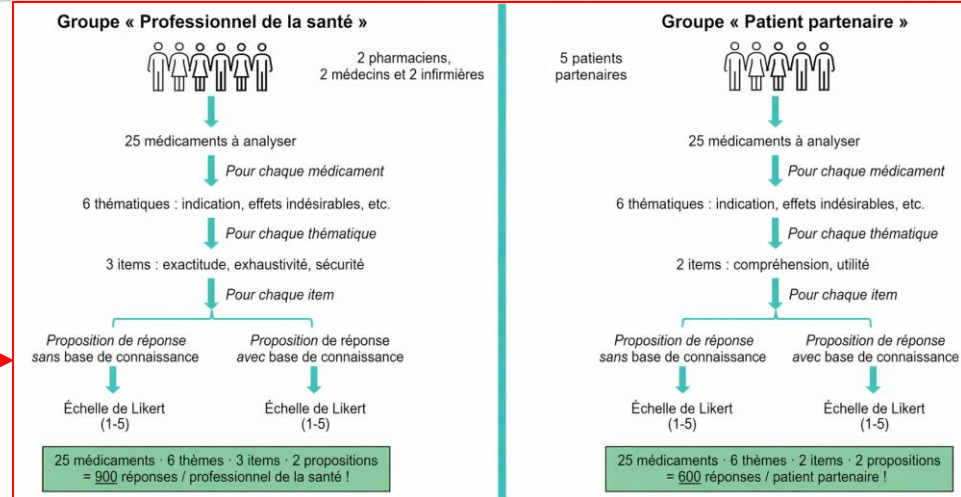 Groupe « Professionnel de la santé »
2 pharmaciens,
2 médecins et 2 infirmières
25 médicaments à analyser
Pour chaque médicament
6 thématiques : indication, effets indésirables, etc.
Pour chaque thématique
3 items : exactitude, exhaustivité, sécurité
Pour chaque item
Proposition de réponse
sans base de connaissance
Proposition de réponse
avec base de connaissance
Échelle de Likert
(1-5)
Échelle de Likert
(1-5)
25 médicaments · 6 thèmes · 3 items · 2 propositions
= 900 réponses / professionnel de la santé !
Groupe « Patient partenaire »
5 patients
partenaires
25 médicaments à analyser
Pour chaque médicament
6 thématiques : indication, effets indésirables, etc.
Pour chaque thématique
2 items : compréhension, utilité
Pour chaque item
Proposition de réponse
sans base de connaissance
Proposition de réponse
avec base de connaissance
Échelle de Likert
(1-5)
Échelle de Likert
(1-5)
25 médicaments · 6 thèmes · 2 items · 2 propositions
= 600 réponses / patient partenaire !